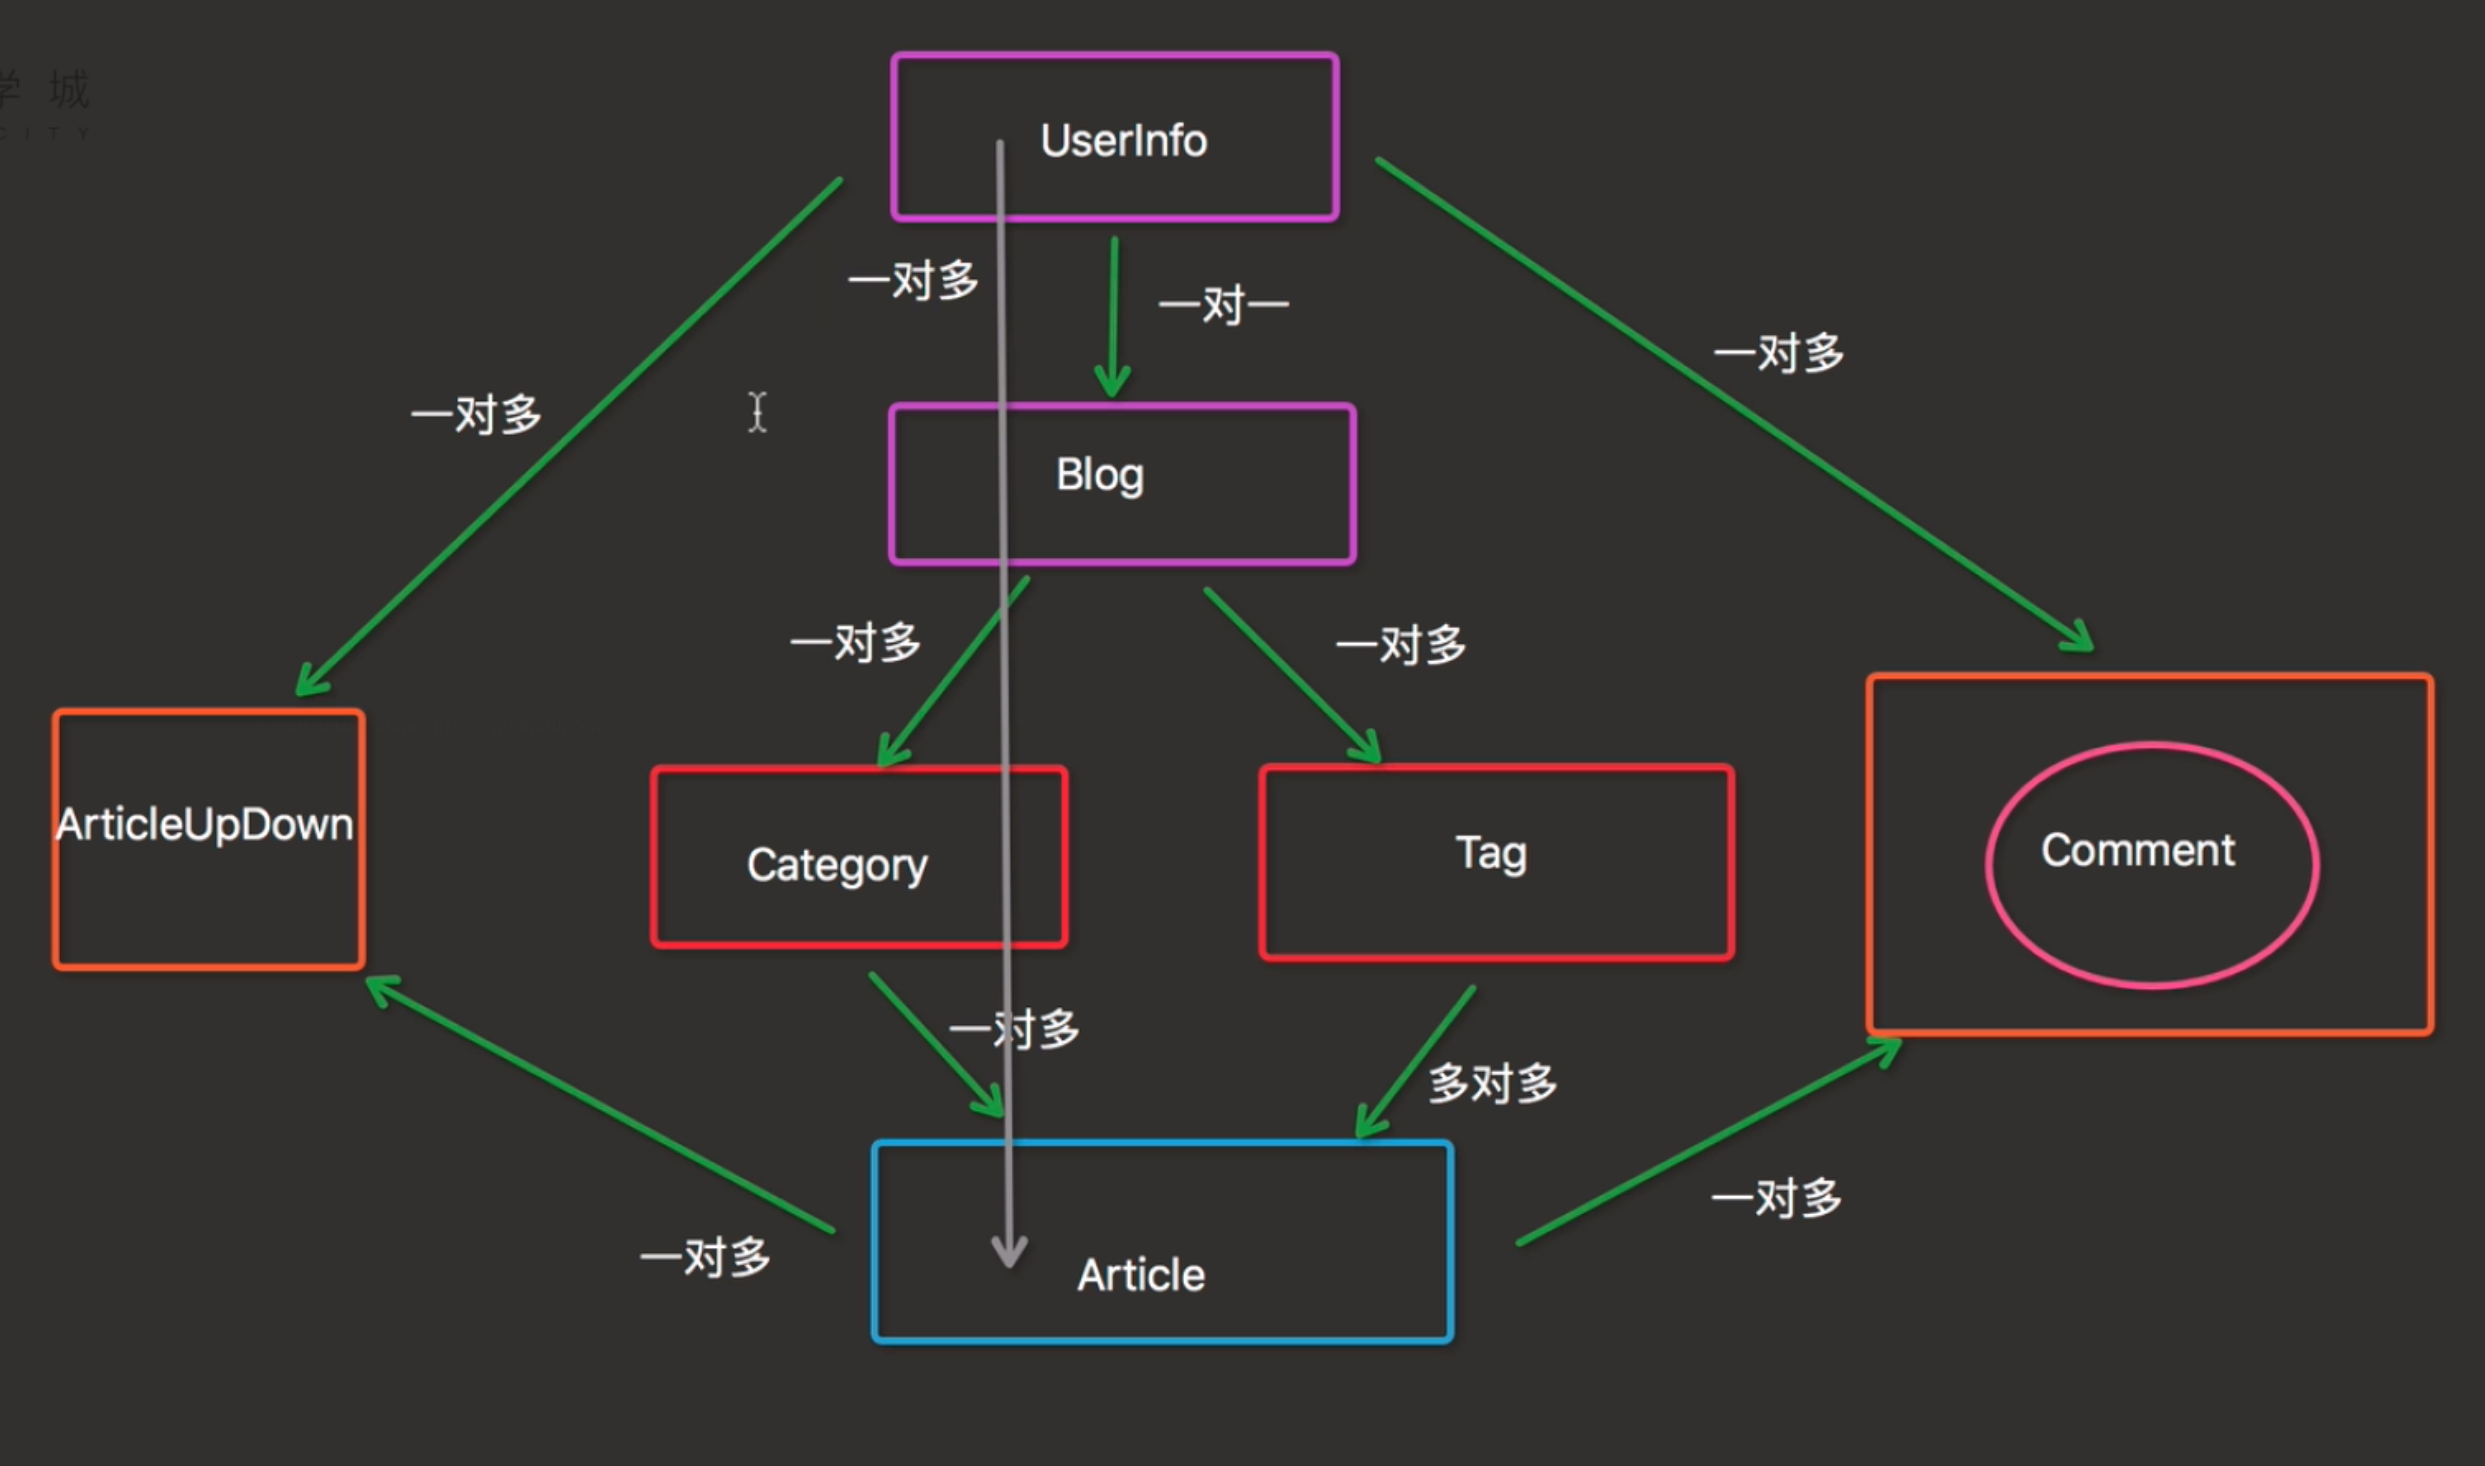 学 城
CITY
UserInfo
一对多
一对一
一对多
一对多
Blog
一对多
一对多
ArticleUpDown
Category
Tag
Comment
一对多
多对多
一对多
一对多
Article